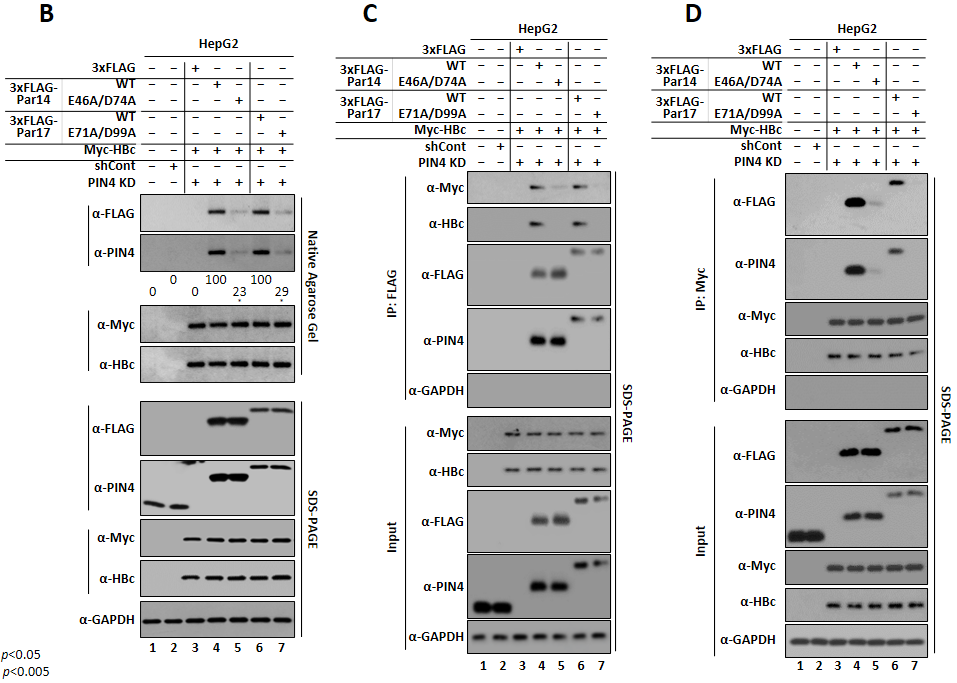 B
HepG2
3xFLAG – – + – – – –
3xFLAG-Par14 WT – – – + – – –
E46A/D74A – – – – + – –
3xFLAG-Par17 WT – – – – – + –
E71A/D99A – – – – – – +
Myc-HBc – – + + + + +
shCont – + – – – – –
PIN4 KD – – + + + + +
α-FLAG
α-PIN4
0 100 100
0 0 23 29
* *
α-Myc
α-HBc
Native Agarose Gel
α-FLAG
α-PIN4
α-Myc
α-HBc
α-GAPDH
SDS-PAGE
1 2 3 4 5 6 7
p<0.05
p<0.005
C
HepG2
3xFLAG – – + – – – –
3xFLAG-Par14 WT – – – + – – –
E46A/D74A – – – – + – –
3xFLAG-Par17 WT – – – – – + –
E71A/D99A – – – – – – +
Myc-HBc – – + + + + +
shCont – + – – – – –
PIN4 KD – – + + + + +
IP: FLAG
α-Myc
α-HBc
α-FLAG
α-PIN4
α-GAPDH
Input
α-Myc
α-HBc
α-FLAG
α-PIN4
α-GAPDH
SDS-PAGE
1 2 3 4 5 6 7
D
HepG2
3xFLAG – – + – – – –
3xFLAG-Par14 WT – – – + – – –
E46A/D74A – – – – + – –
3xFLAG-Par17 WT – – – – – + –
E71A/D99A – – – – – – +
Myc-HBc – – + + + + +
shCont – + – – – – –
PIN4 KD – – + + + + +
IP: Myc
α-FLAG
α-PIN4
α-Myc
α-HBc
α-GAPDH
Input
α-FLAG
α-PIN4
α-Myc
α-HBc
α-GAPDH
SDS-PAGE
1 2 3 4 5 6 7